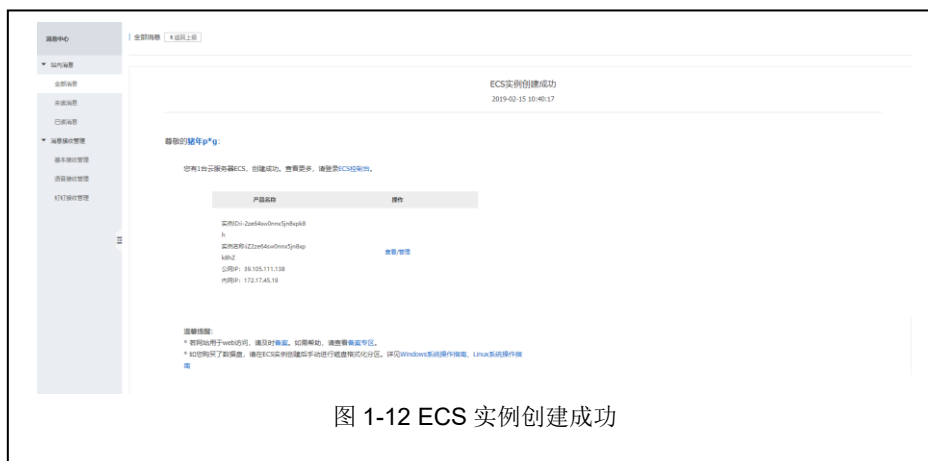 消息中心
全部消息
返回上级
站内消息
全部消息
未读消息
已读消息
消息接收管理
基本接收管理
语音接收管理
钉钉接收管理
ECS实例创建成功
2019-02-15 10:40:17
尊敬的猪年p*g：
您有1台云服务器ECS，创建成功。查看更多，请登录ECS控制台。
产品名称 操作
公网IP：39.105.111.138
内网IP：172.17.45.19
查看/管理
温馨提醒：
* 若网站用于web访问，请及时备案。如需帮助，请查看备案专区。
* 如您购买了数据盘，请在ECS实例创建后手动进行磁盘格式化分区。详见Windows系统操作指南、Linux系统操作指
南
图 1-12 ECS 实例创建成功